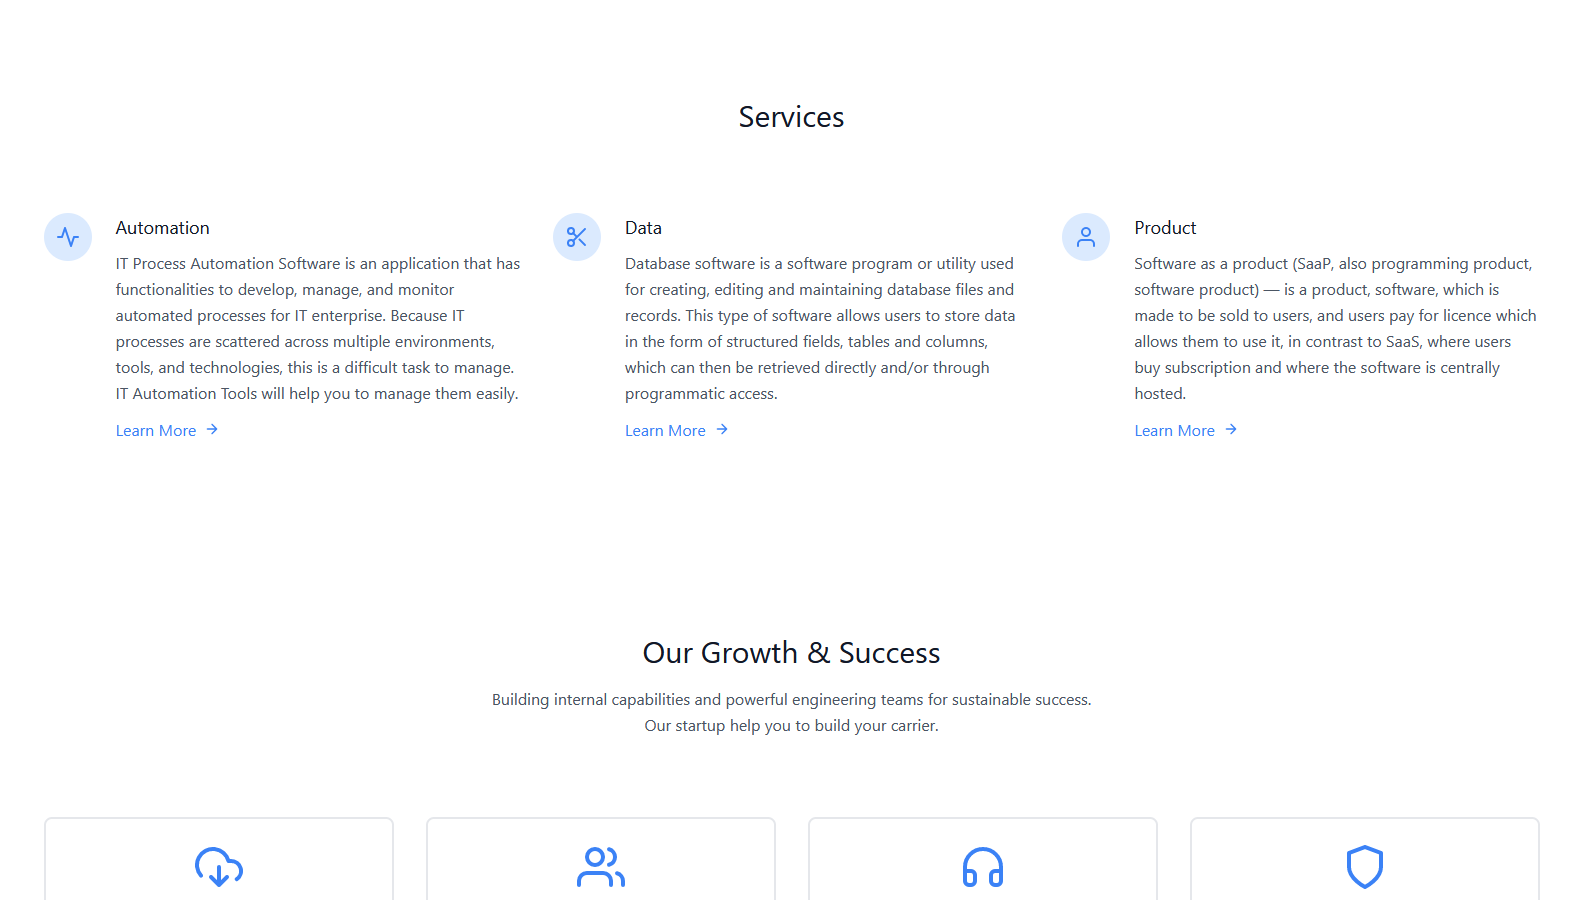 Services
Automation
IT Process Automation Software is an application that has
functionalities to develop, manage, and monitor
automated processes for IT enterprise. Because IT
processes are scattered across multiple environments,
tools, and technologies, this is a difficult task to manage.
IT Automation Tools will help you to manage them easily.
Learn More
Data
Database software is a software program or utility used
for creating, editing and maintaining database files and
records. This type of software allows users to store data
in the form of structured fields, tables and columns,
which can then be retrieved directly and/or through
programmatic access.
Learn More
Product
Software as a product (SaaP, also programming product,
software product) — is a product, software, which is
made to be sold to users, and users pay for licence which
allows them to use it, in contrast to SaaS, where users
buy subscription and where the software is centrally
hosted.
Learn More
Our Growth & Success
Building internal capabilities and powerful engineering teams for sustainable success.
Our startup help you to build your carrier.